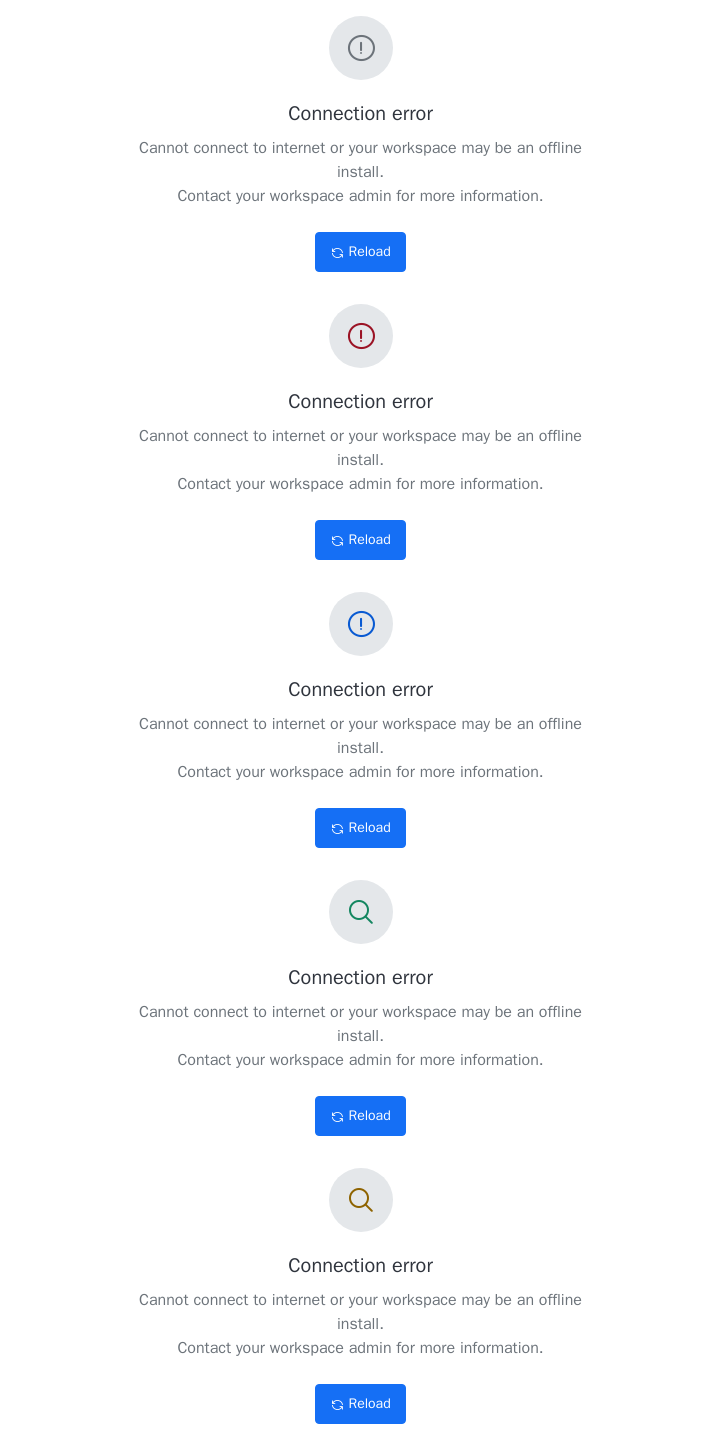 Connection error
Cannot connect to internet or your workspace may be an offline
install.
Contact your workspace admin for more information.
Reload
Connection error
Cannot connect to internet or your workspace may be an offline
install.
Contact your workspace admin for more information.
Reload
Connection error
Cannot connect to internet or your workspace may be an offline
install.
Contact your workspace admin for more information.
Reload
Connection error
Cannot connect to internet or your workspace may be an offline
install.
Contact your workspace admin for more information.
Reload
Connection error
Cannot connect to internet or your workspace may be an offline
install.
Contact your workspace admin for more information.
Reload